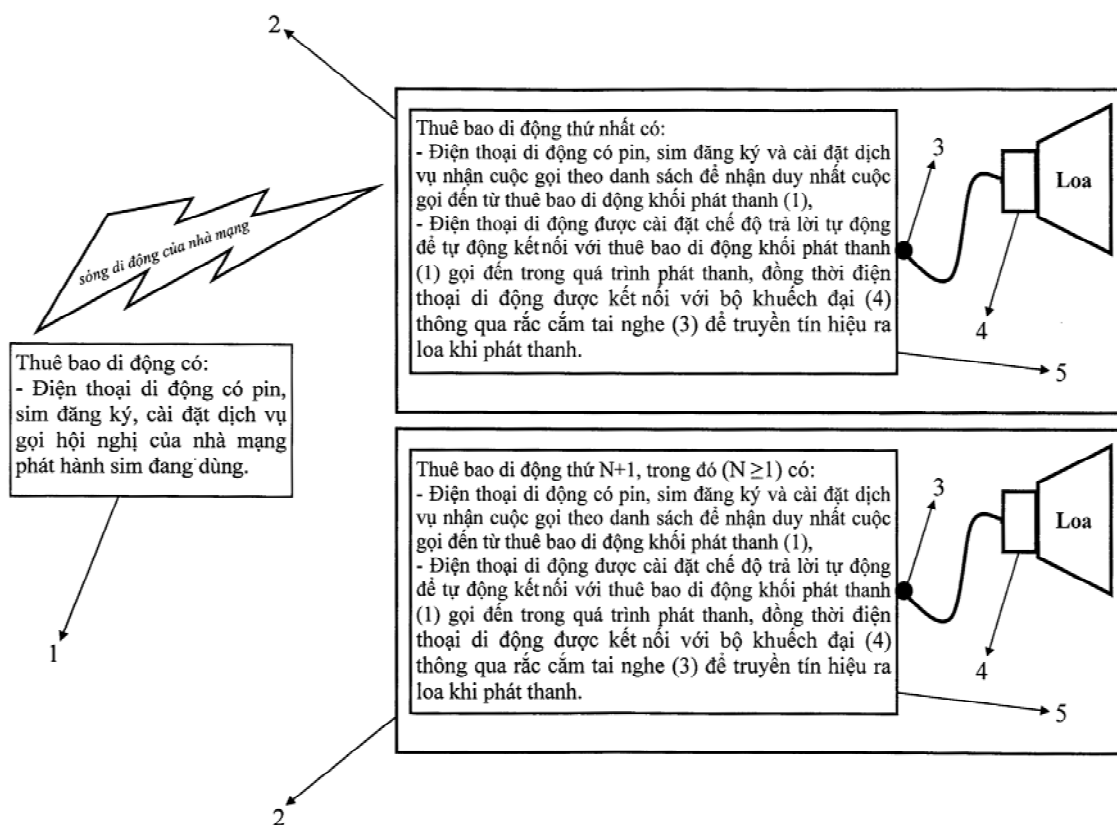 2
Thuê bao di động thứ nhất có:
- Điện thoại di động có pin, sim đăng ký và cài đặt dịch
vụ nhận cuộc gọi theo danh sách để nhận duy nhất cuộc
gọi đến từ thuê bao di động khối phát thanh (1),
- Điện thoại di động được cài đặt chế độ trả lời tự động
để tự động kết nối với thuê bao di động khối phát thanh
(1) gọi đến trong quá trình phát thanh, đồng thời điện
thoại di động được kết nối với bộ khuếch đại (4)
thông qua rắc cắm tai nghe (3) để truyền tín hiệu ra
loa khi phát thanh.
3
Loa
4
5
sóng di động của nhà mạng
Thuê bao di động có:
- Điện thoại di động có pin,
sim đăng ký, cài đặt dịch vụ
gọi hội nghị của nhà mạng
phát hành sim đang dùng.
1
Thuê bao di động thứ N+1, trong đó (N ≥1) có:
- Điện thoại di động có pin, sim đăng ký và cài đặt dịch
vụ nhận cuộc gọi theo danh sách để nhận duy nhất cuộc
gọi đến từ thuê bao di động khối phát thanh (1),
- Điện thoại di động được cài đặt chế độ trả lời tự động
để tự động kết nối với thuê bao di động khối phát thanh
(1) gọi đến trong quá trình phát thanh, đồng thời điện
thoại di động được kết nối với bộ khuếch đại (4)
thông qua rắc cắm tai nghe (3) để truyền tín hiệu ra
loa khi phát thanh.
3
Loa
4
5
2